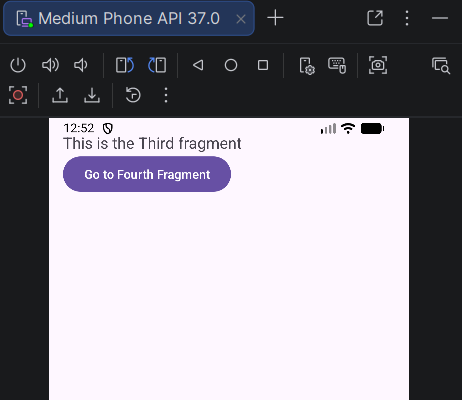 Medium Phone API 37.0
12:52
This is the Third fragment
Go to Fourth Fragment